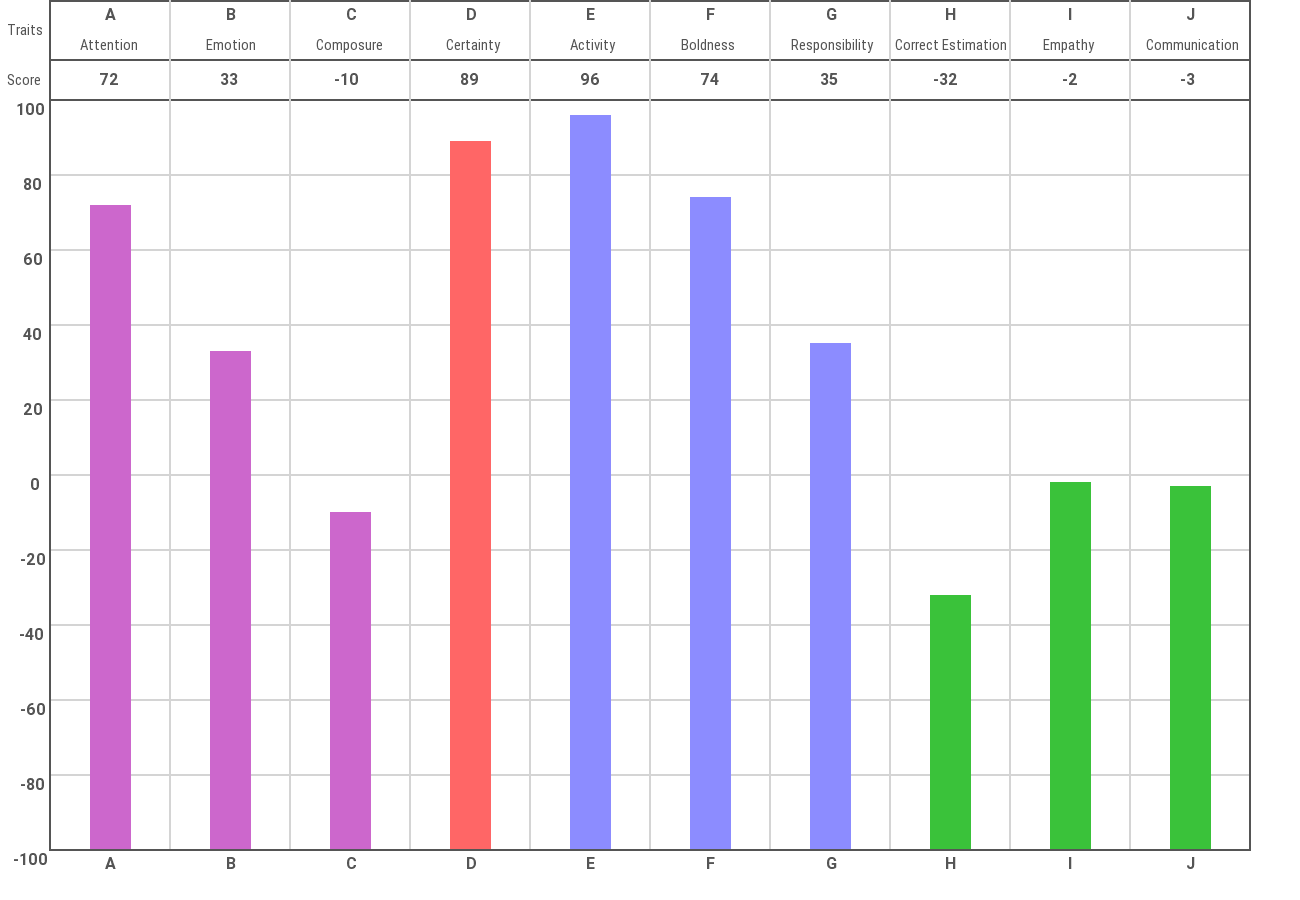 A B C D E F G H I J
Traits
Attention Emotion Composure Certainty Activity Boldness Responsibility Correct Estimation Empathy Communication
Score 72 33 -10 89 96 74 35 -32 -2 -3
100
80
60
40
20
0
-20
-40
-60
-80
-100
A B C D E F G H I J